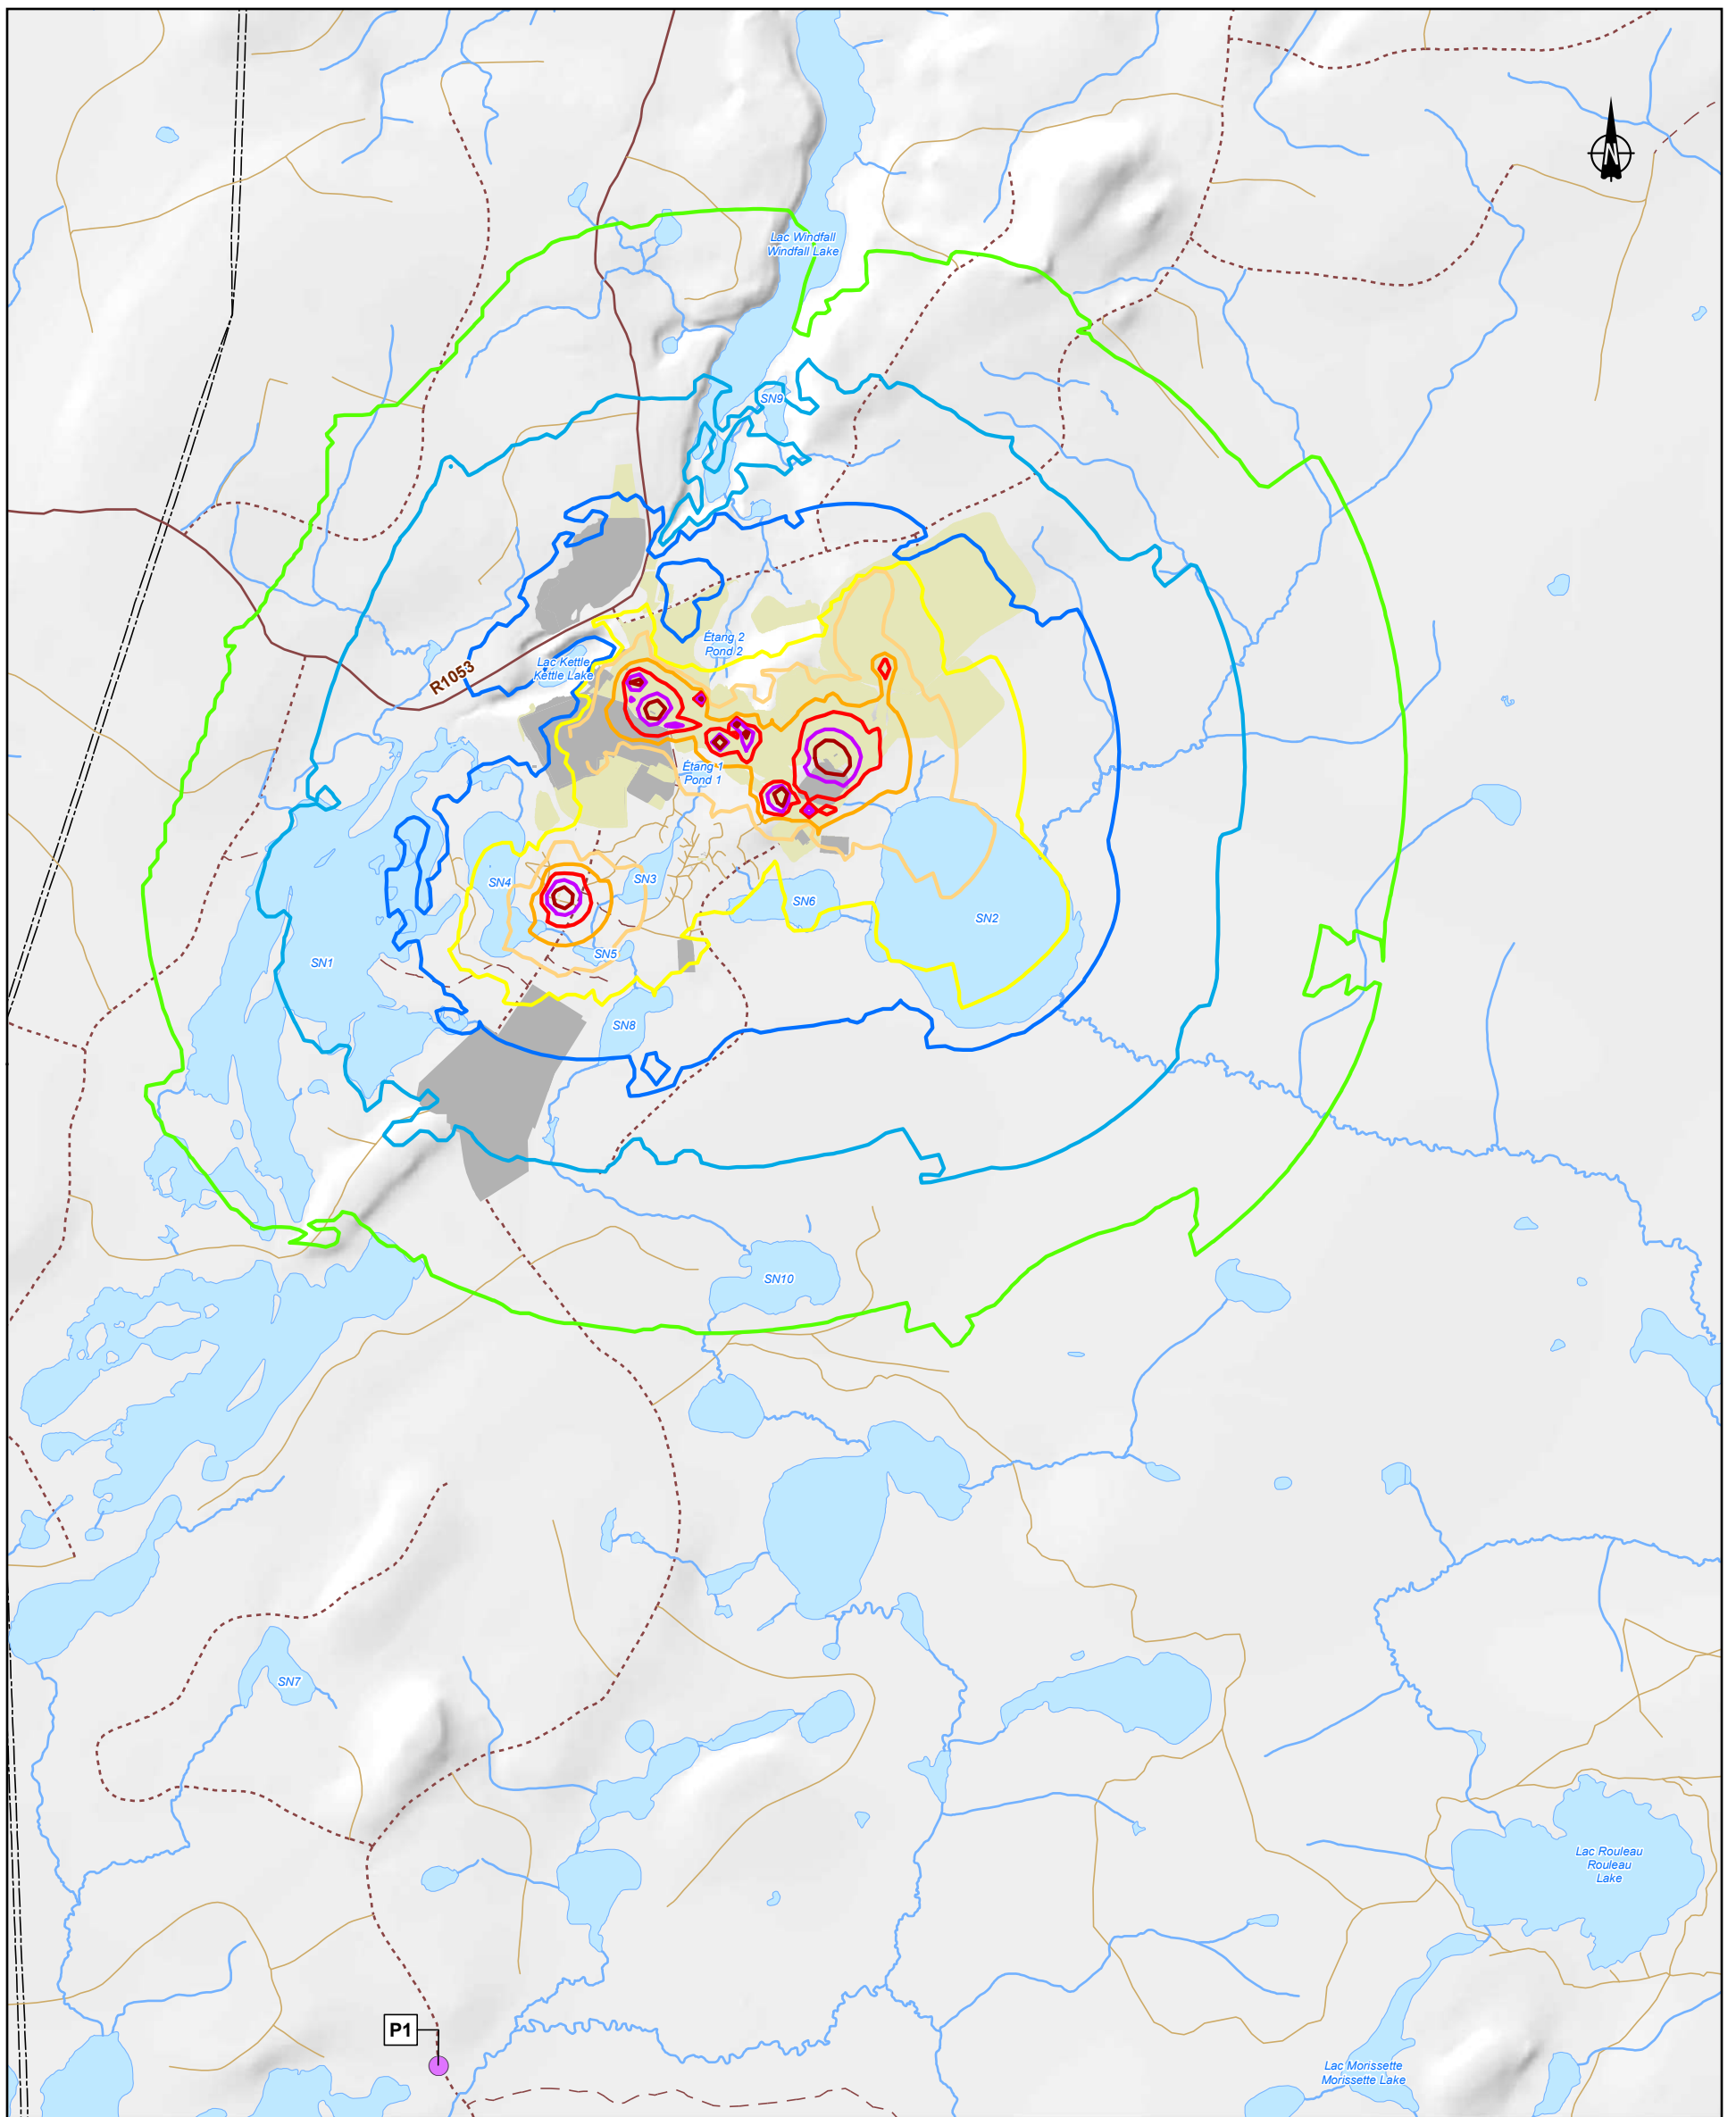 N
Lac Windfall
Windfall Lake
SN9
Étang 2
Pond 2
Lac Kettle
Kettle Lake
R1053
Étang 1
Pond 1
SN4
SN3
SN6
SN2
SN5
SN1
SN8
SN10
SN7
Lac Rouleau
Rouleau
Lake
P1
Lac Morissette
Morissette Lake